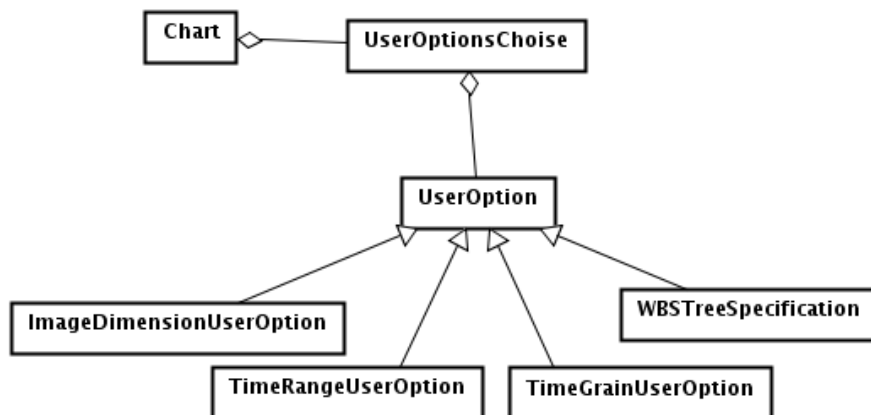 Chart
UserOptionsChoise
UserOption
ImageDimensionUserOption
WBSTreeSpecification
TimeRangeUserOption
TimeGrainUserOption